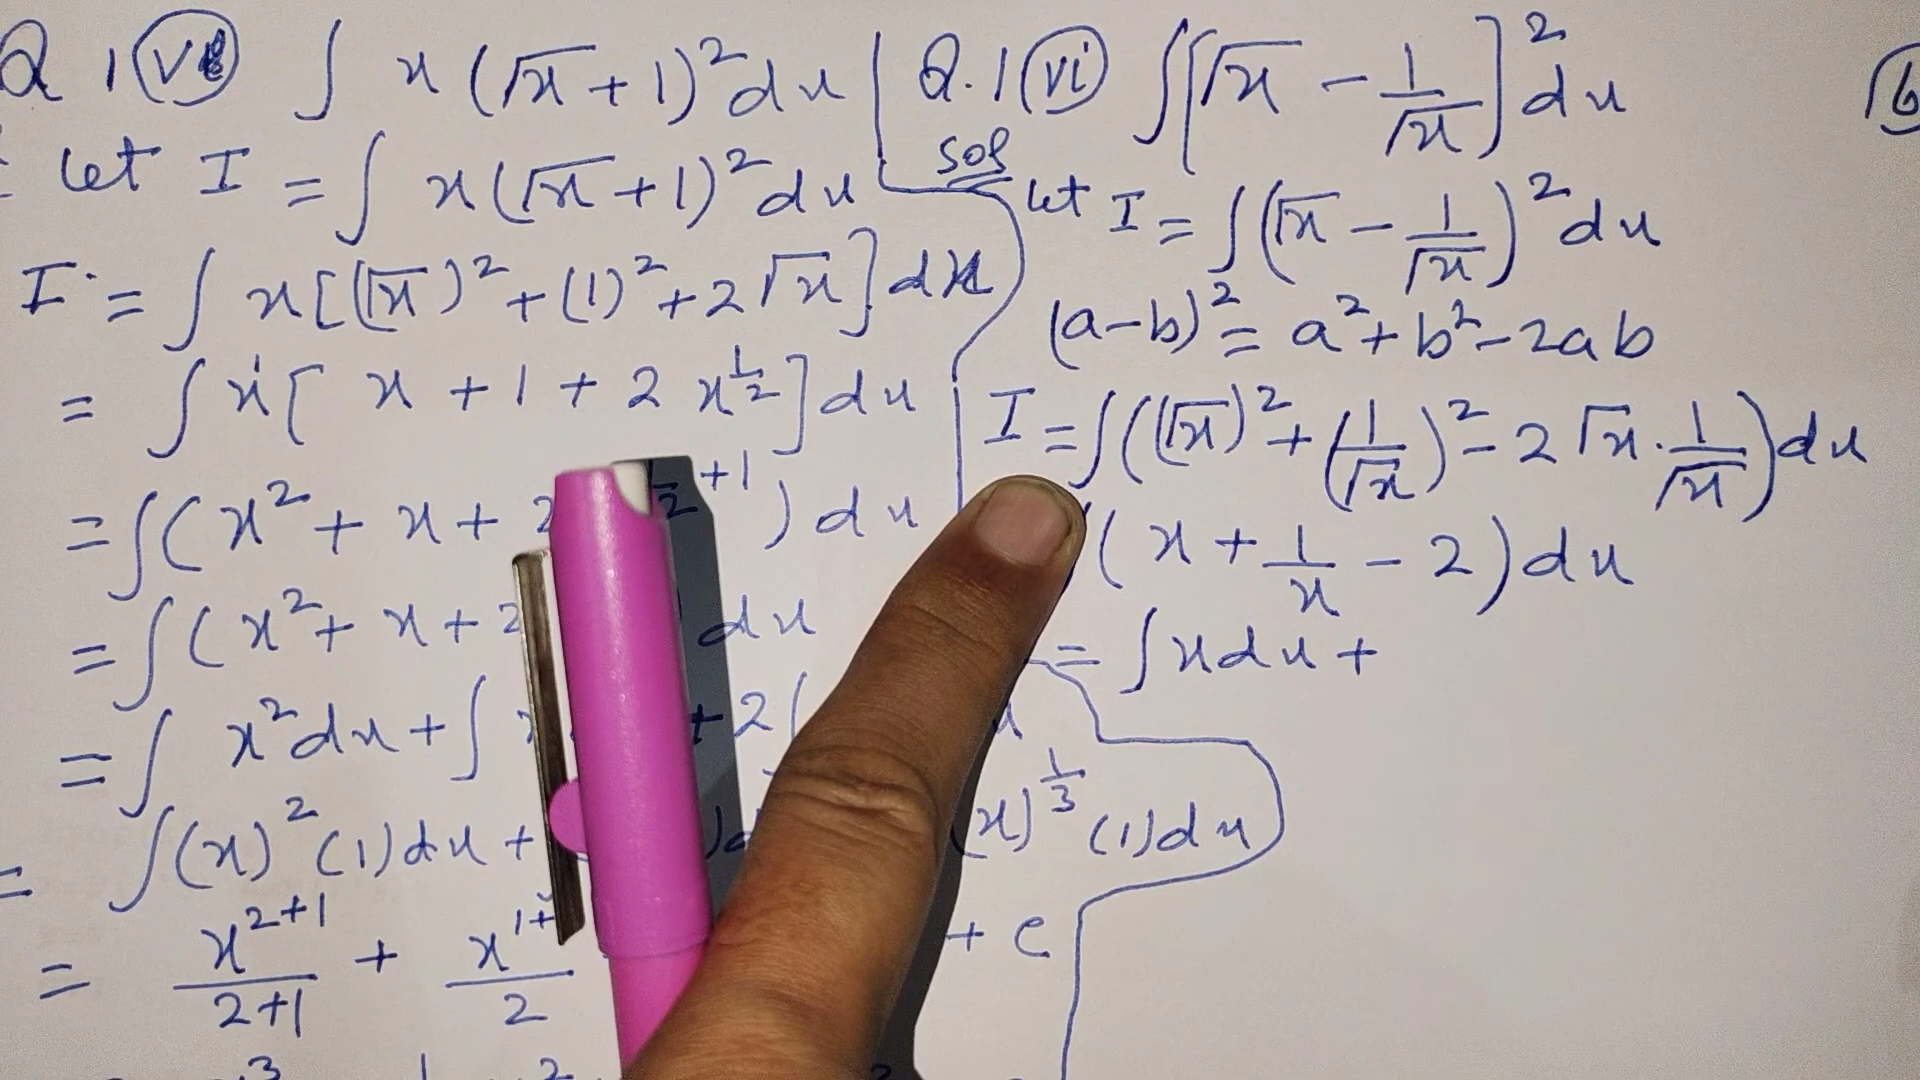 Q 1 (v) ∫ x (√x + 1)² dx
Let I = ∫ x (√x + 1)² dx
I = ∫ x [(√x)² + (1)² + 2√x] dx
= ∫ x¹ [ x + 1 + 2 x^(1/2) ] dx
= ∫ ( x² + x + 2 +1 ) dx
= ∫ ( x² + x + 2 ) dx
= ∫ x² dx + ∫ + 2 ∫
= ∫ (x)² (1) dx + (x)^(1/3) (1) dx
= x^(2+1)/(2+1) + x^(1+)/2 + c
Q. 1 (vi) ∫ [√x − 1/√x]² dx
Sol
Let I = ∫ (√x − 1/√x)² dx
(a−b)² = a² + b² − 2ab
I = ∫ ((√x)² + (1/√x)² − 2√x · 1/√x) dx
( x + 1/x − 2 ) dx
= ∫ x dx +